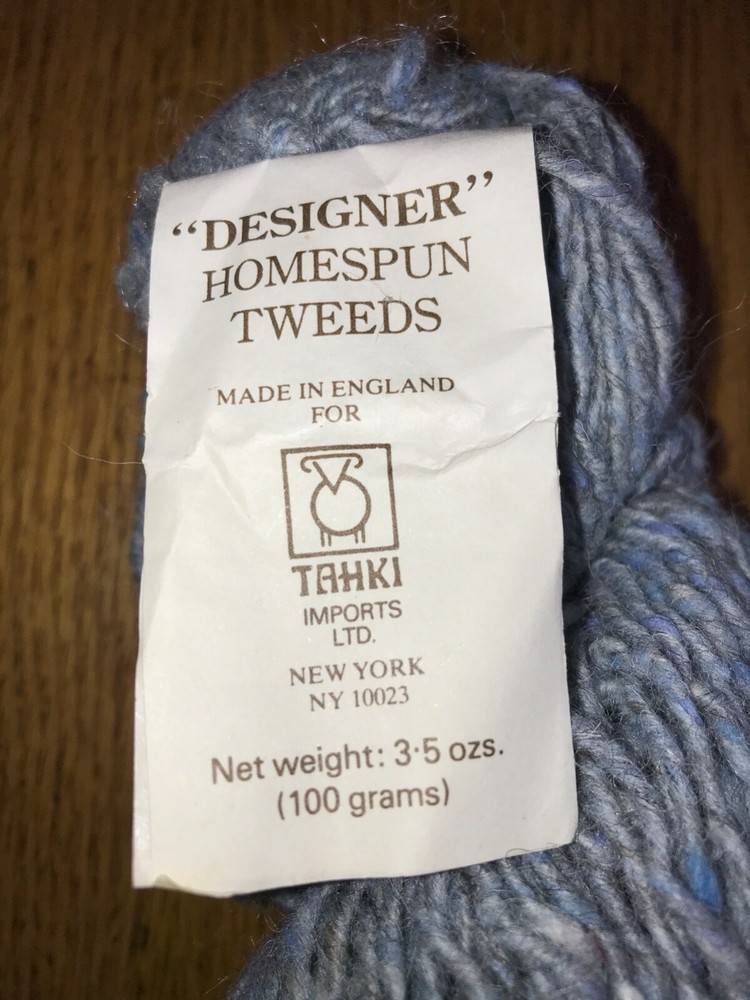 “DESIGNER”
HOMESPUN
TWEEDS
MADE IN ENGLAND
FOR
TAHKI
IMPORTS
LTD.
NEW YORK
NY 10023
Net weight: 3·5 ozs.
(100 grams)